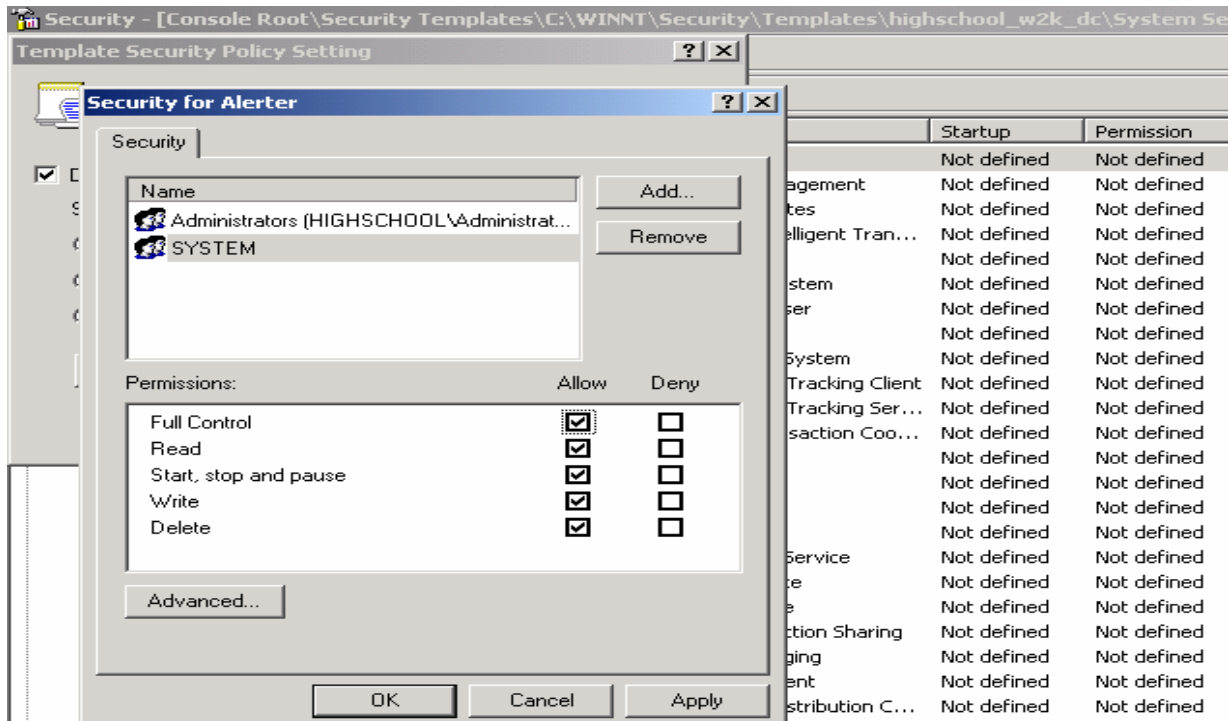 Security - [Console Root\Security Templates\C:\WINNT\Security\Templates\highschool_w2k_dc\System Se
Template Security Policy Setting
Security for Alerter
Security
Name
Administrators (HIGHSCHOOL\Administrat...
SYSTEM
Add...
Remove
Permissions: Allow Deny
Full Control
Read
Start, stop and pause
Write
Delete
Advanced...
OK Cancel Apply
Startup Permission
Not defined Not defined
agement Not defined Not defined
tes Not defined Not defined
elligent Tran... Not defined Not defined
Not defined Not defined
stem Not defined Not defined
ser Not defined Not defined
Not defined Not defined
System Not defined Not defined
Tracking Client Not defined Not defined
Tracking Ser... Not defined Not defined
saction Coo... Not defined Not defined
Not defined Not defined
Not defined Not defined
Not defined Not defined
Not defined Not defined
Service Not defined Not defined
ce Not defined Not defined
e Not defined Not defined
ction Sharing Not defined Not defined
ging Not defined Not defined
ent Not defined Not defined
stribution C... Not defined Not defined